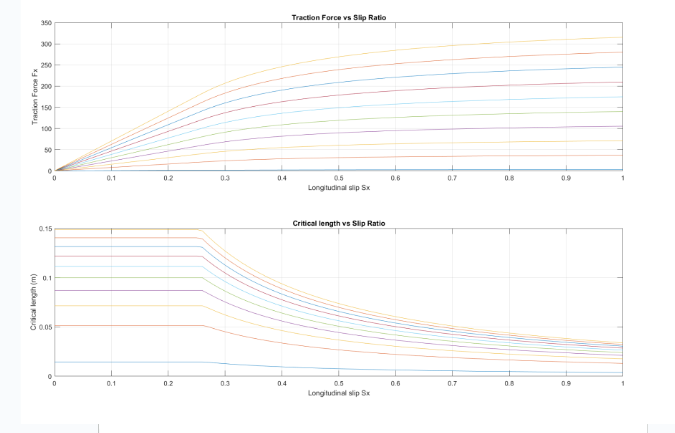 Traction Force vs Slip Ratio
350
300
250
200
150
100
50
0
Traction Force Fx
0 0.1 0.2 0.3 0.4 0.5 0.6 0.7 0.8 0.9 1
Longitudinal slip Sx
Critical length vs Slip Ratio
0.15
0.1
0.05
0
Critical length (m)
0 0.1 0.2 0.3 0.4 0.5 0.6 0.7 0.8 0.9 1
Longitudinal slip Sx